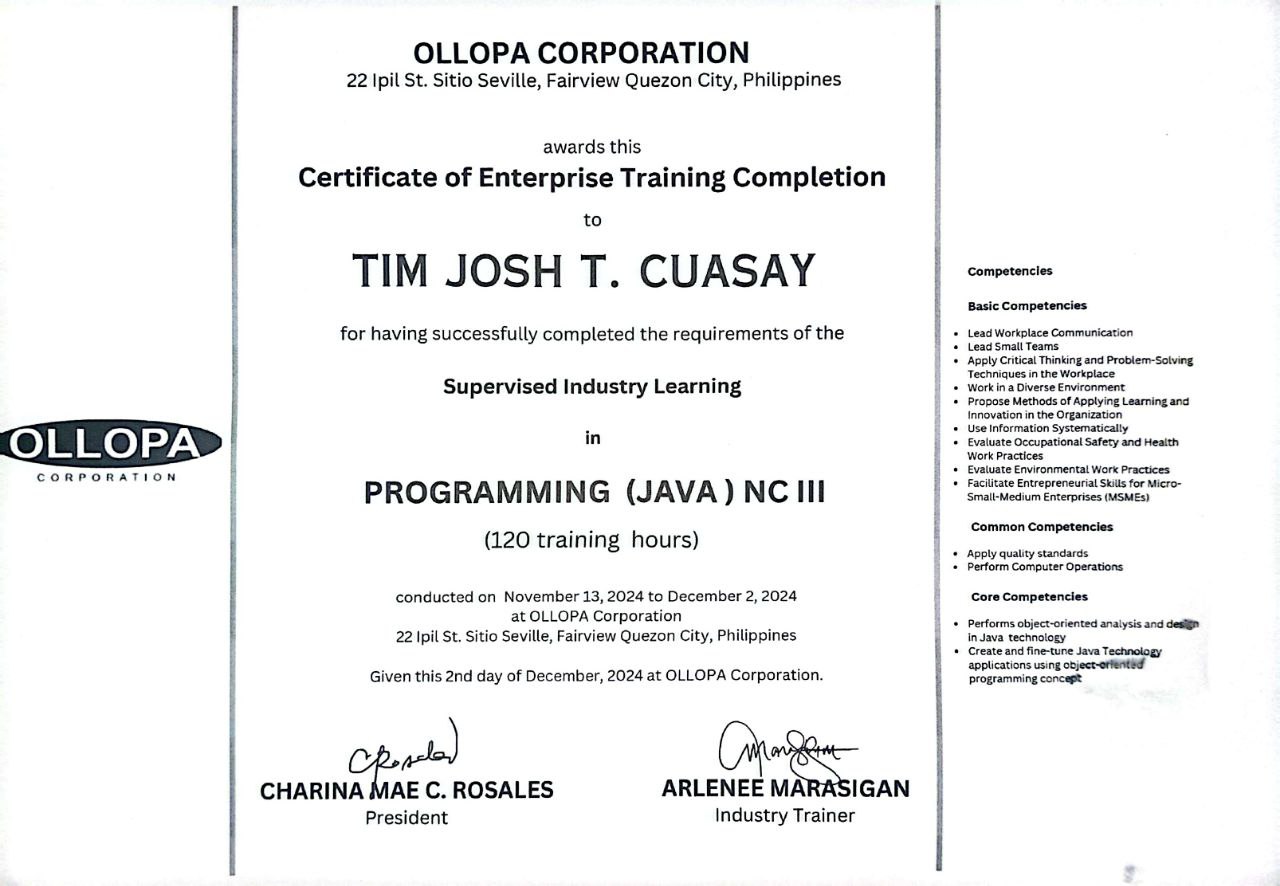 OLLOPA CORPORATION
22 Ipil St. Sitio Seville, Fairview Quezon City, Philippines
awards this
Certificate of Enterprise Training Completion
to
TIM JOSH T. CUASAY
for having successfully completed the requirements of the
Supervised Industry Learning
in
PROGRAMMING (JAVA ) NC III
(120 training hours)
conducted on November 13, 2024 to December 2, 2024
at OLLOPA Corporation
22 Ipil St. Sitio Seville, Fairview Quezon City, Philippines
Given this 2nd day of December, 2024 at OLLOPA Corporation.
CRosales
CHARINA MAE C. ROSALES
President
ARLENEE MARASIGAN
Industry Trainer
OLLOPA
CORPORATION
Competencies
Basic Competencies
• Lead Workplace Communication
• Lead Small Teams
• Apply Critical Thinking and Problem-Solving
Techniques in the Workplace
• Work in a Diverse Environment
• Propose Methods of Applying Learning and
Innovation in the Organization
• Use Information Systematically
• Evaluate Occupational Safety and Health
Work Practices
• Evaluate Environmental Work Practices
• Facilitate Entrepreneurial Skills for Micro-
Small-Medium Enterprises (MSMEs)
Common Competencies
• Apply quality standards
• Perform Computer Operations
Core Competencies
• Performs object-oriented analysis and design
in Java technology
• Create and fine-tune Java Technology
applications using object-oriented
programming concept